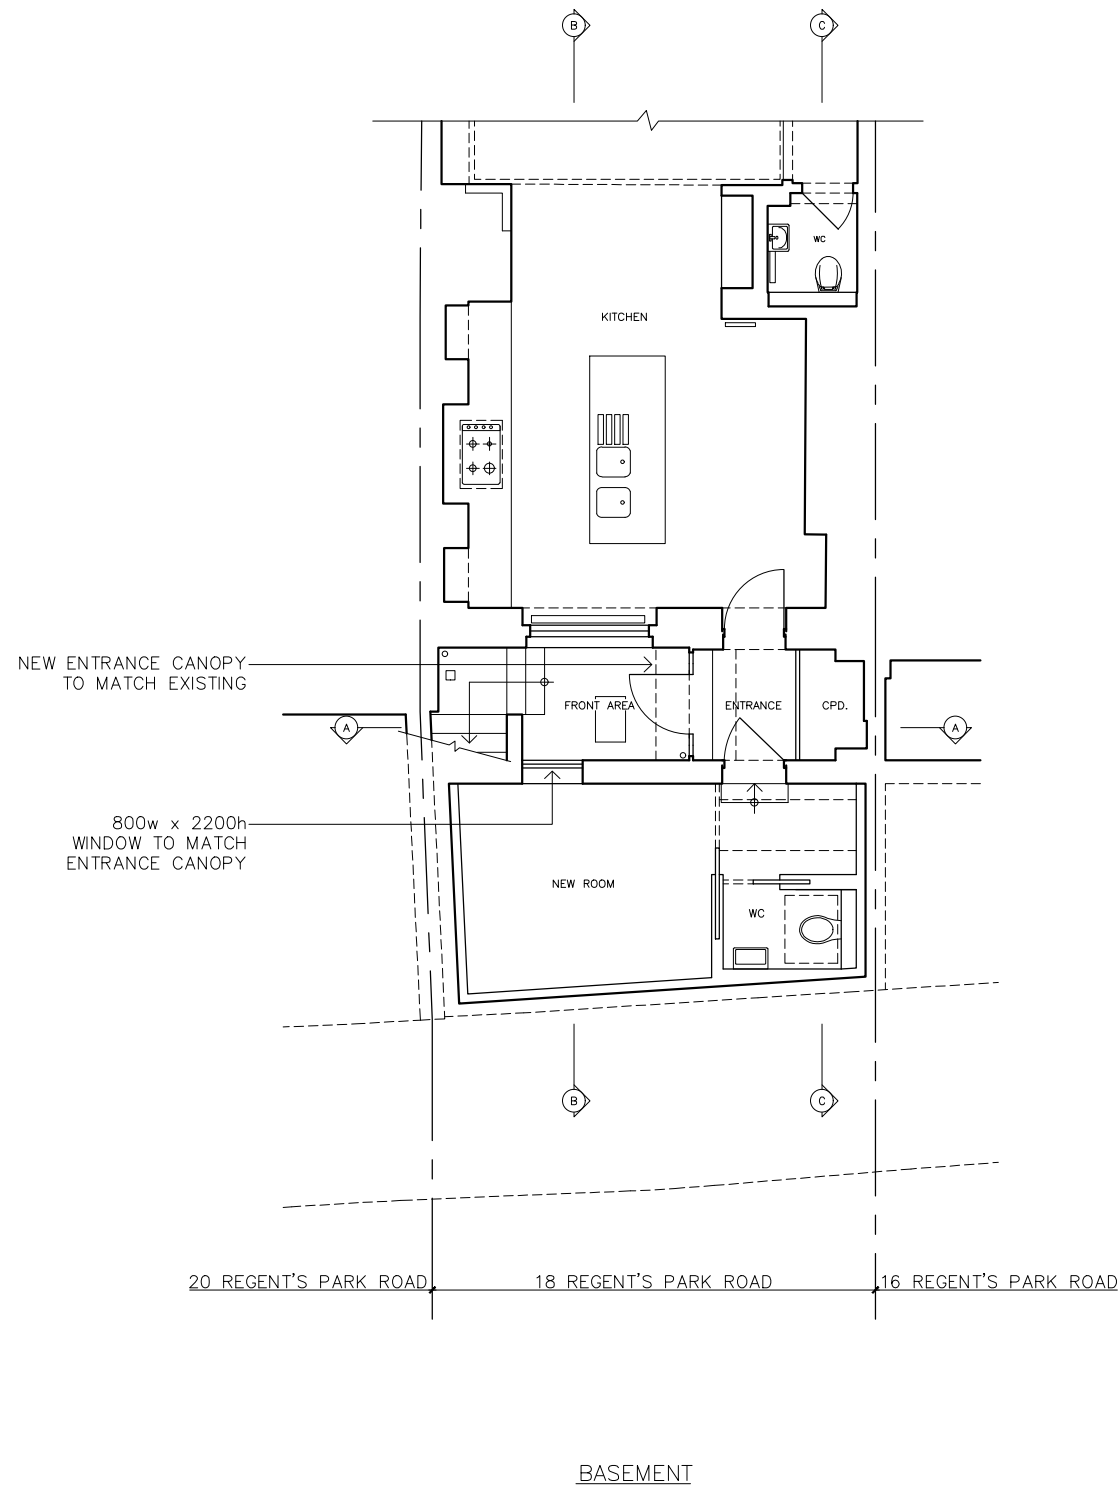 B
C
WC
KITCHEN
NEW ENTRANCE CANOPY
TO MATCH EXISTING
FRONT AREA
ENTRANCE
CPD.
A
A
800w x 2200h
WINDOW TO MATCH
ENTRANCE CANOPY
NEW ROOM
WC
B
C
20 REGENT'S PARK ROAD
18 REGENT'S PARK ROAD
16 REGENT'S PARK ROAD
BASEMENT